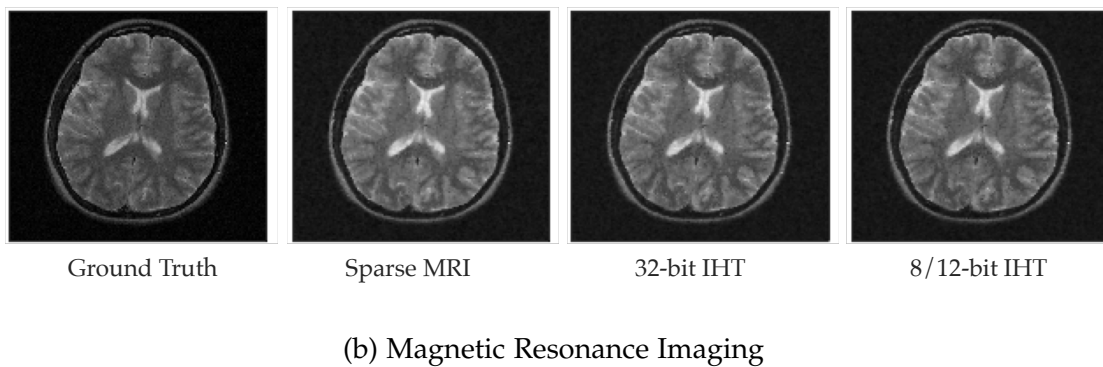 Ground Truth
Sparse MRI
32-bit IHT
8/12-bit IHT
(b) Magnetic Resonance Imaging